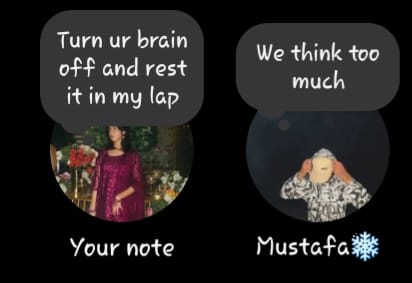 Turn ur brain
off and rest
it in my lap
We think too
much
Your note
Mustafa❄️